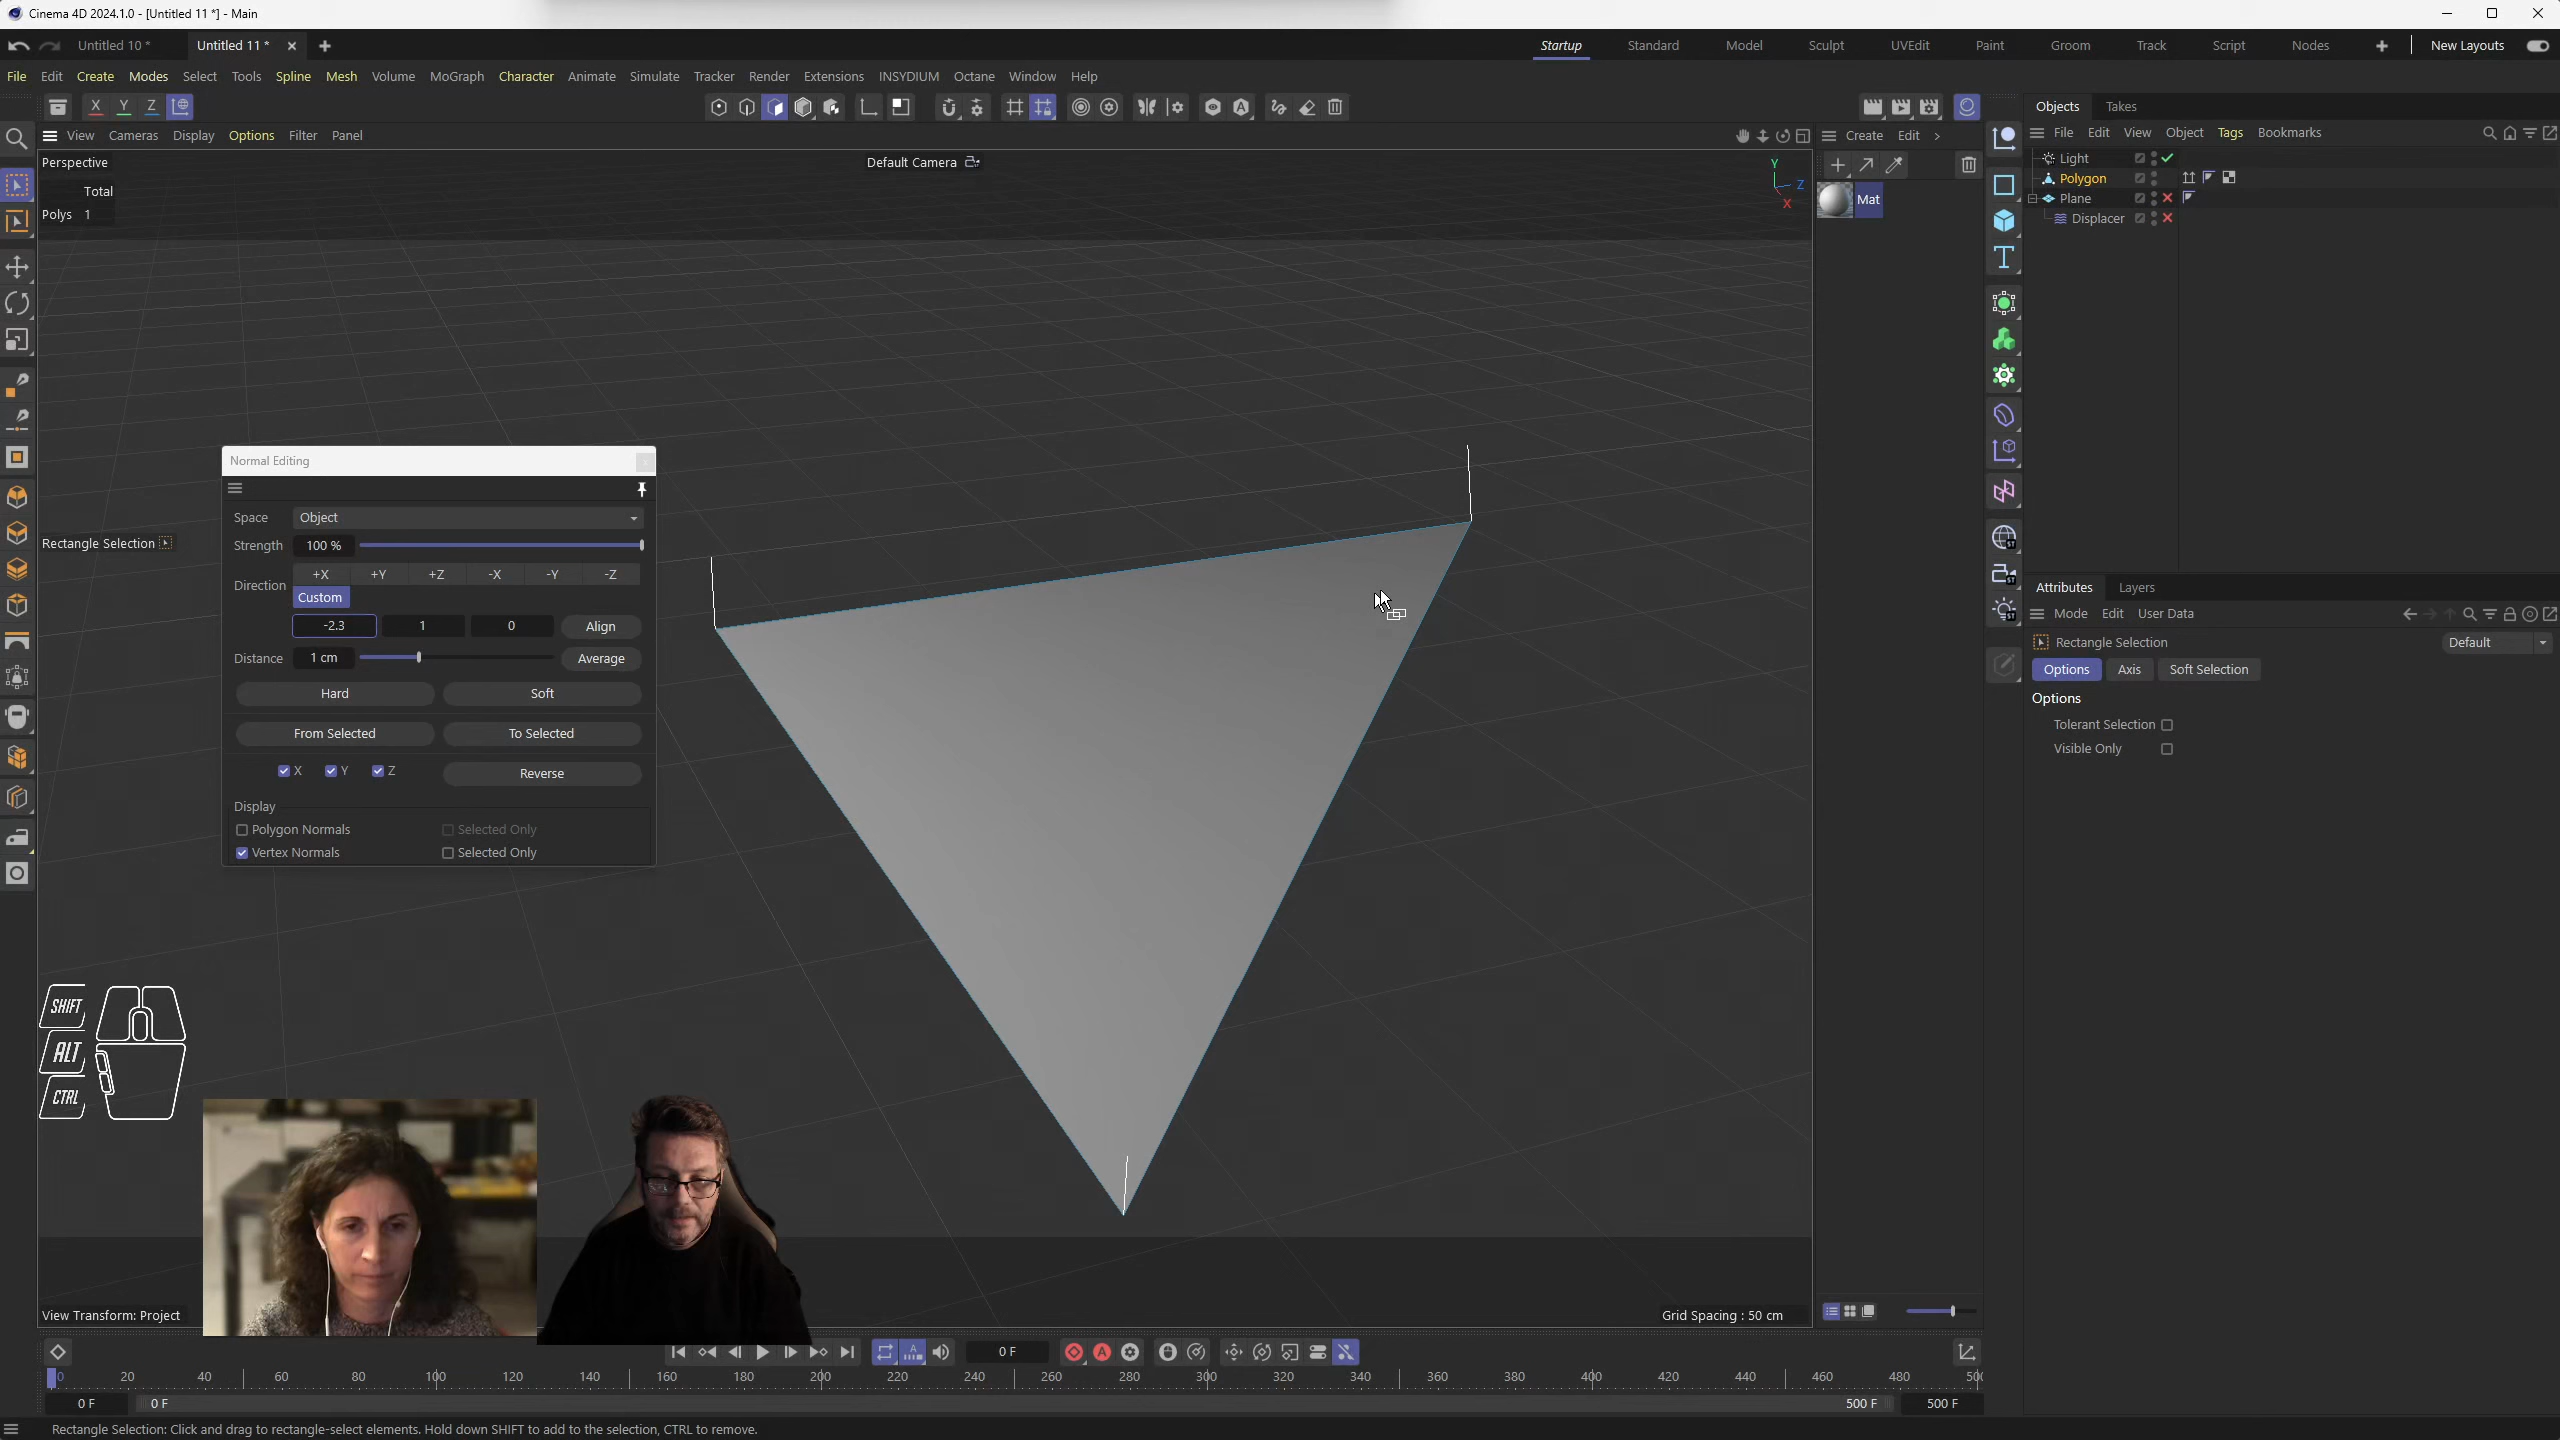 Cinema 4D 2024.1.0 - [Untitled 11 *] - Main
Untitled 10 *
Untitled 11 *
Startup
Standard
Model
Sculpt
UVEdit
Paint
Groom
Track
Script
Nodes
New Layouts
File Edit Create Modes Select Tools Spline Mesh Volume MoGraph Character Animate Simulate Tracker Render Extensions INSYDIUM Octane Window Help
X Y Z
View Cameras Display Options Filter Panel
Perspective
Default Camera
Total
Polys 1
Y
Z
X
Rectangle Selection
Normal Editing
Space Object
Strength 100 %
Direction +X +Y +Z -X -Y -Z
Custom
-2.3 1 0 Align
Distance 1 cm Average
Hard Soft
From Selected To Selected
X Y Z Reverse
Display
Polygon Normals Selected Only
Vertex Normals Selected Only
SHIFT
ALT
CTRL
View Transform: Project
Grid Spacing : 50 cm
Create Edit
Mat
Objects Takes
File Edit View Object Tags Bookmarks
Light
Polygon
Plane
Displacer
Attributes Layers
Mode Edit User Data
Rectangle Selection Default
Options Axis Soft Selection
Options
Tolerant Selection
Visible Only
0 F
0 20 40 60 80 100 120 140 160 180 200 220 240 260 280 300 320 340 360 380 400 420 440 460 480
0 F 0 F 500 F 500 F
Rectangle Selection: Click and drag to rectangle-select elements. Hold down SHIFT to add to the selection, CTRL to remove.